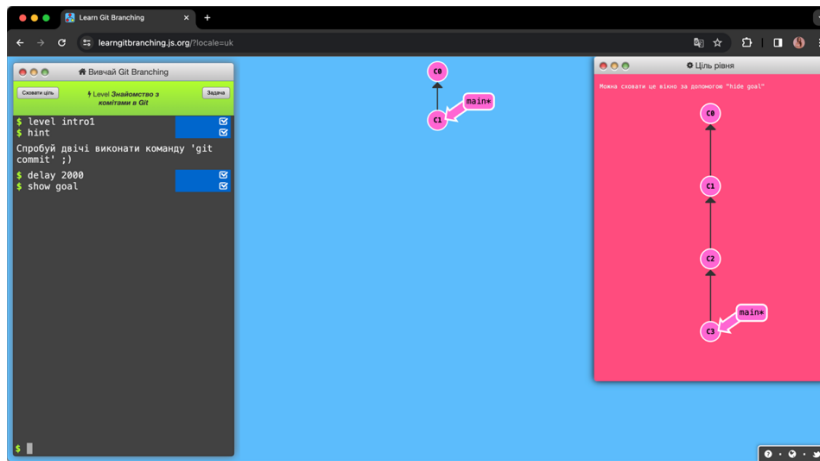 Learn Git Branching
learngitbranching.js.org/?locale=uk
Вивчай Git Branching
Сховати ціль
Level Знайомство з
комітами в Git
Задача
$ level intro1
$ hint
Спробуй двічі виконати команду 'git
commit' ;)
$ delay 2000
$ show goal
$
C0
main*
C1
Ціль рівня
Можна сховати це вікно за допомогою "hide goal"
C0
C1
C2
main*
C3